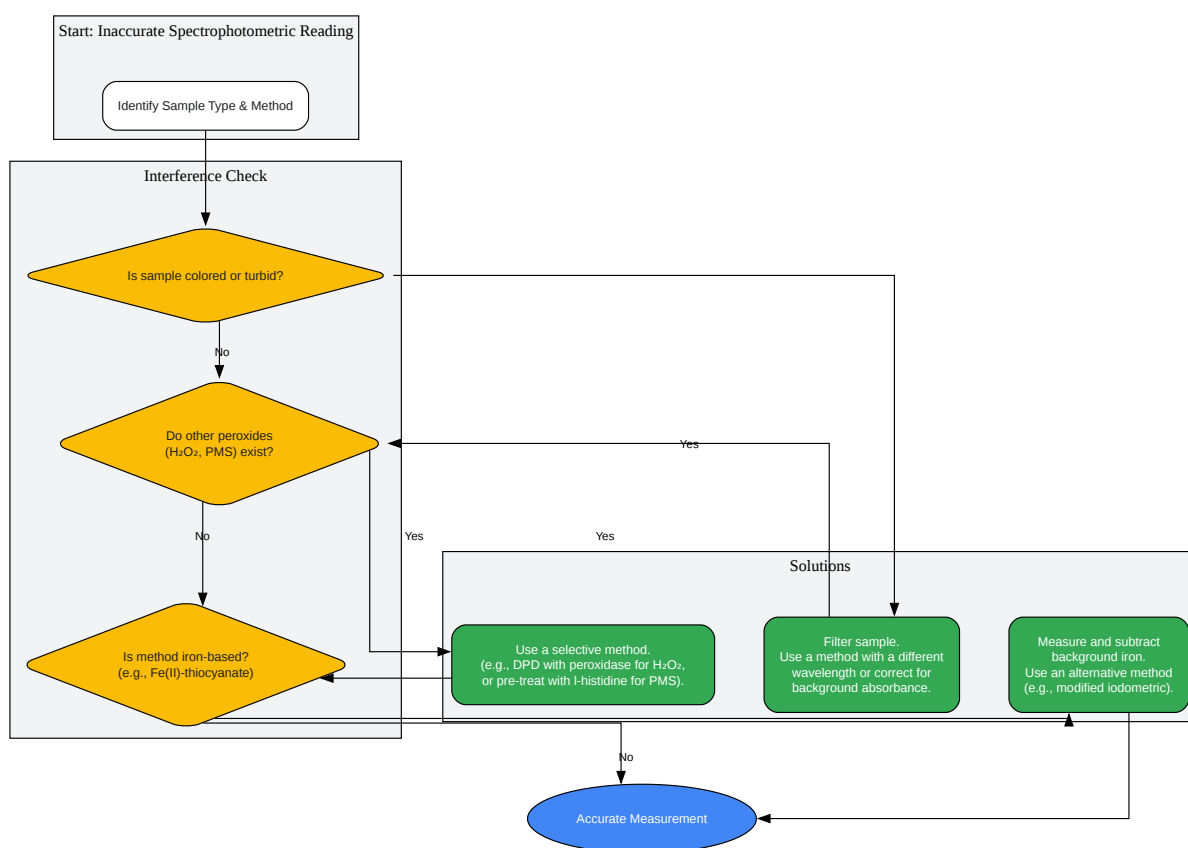 Start: Inaccurate Spectrophotometric Reading
Identify Sample Type & Method
Interference Check
Is sample colored or turbid?
No
Do other peroxides
(H₂O₂, PMS) exist?
Yes
No
Yes
Yes
Solutions
Is method iron-based?
(e.g., Fe(II)-thiocyanate)
Use a selective method.
(e.g., DPD with peroxidase for H₂O₂,
or pre-treat with l-histidine for PMS).
Filter sample.
Use a method with a different
wavelength or correct for
background absorbance.
Measure and subtract
background iron.
Use an alternative method
(e.g., modified iodometric).
No
Accurate Measurement